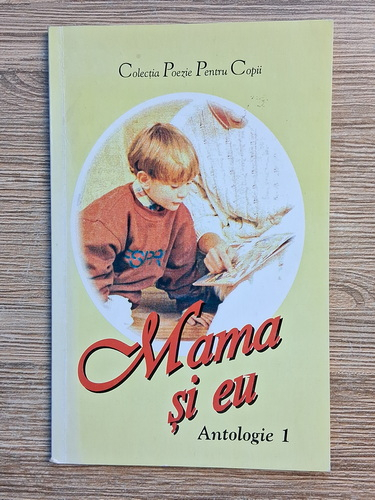 Colecția Poezie Pentru Copii
Mama
și eu
Antologie 1